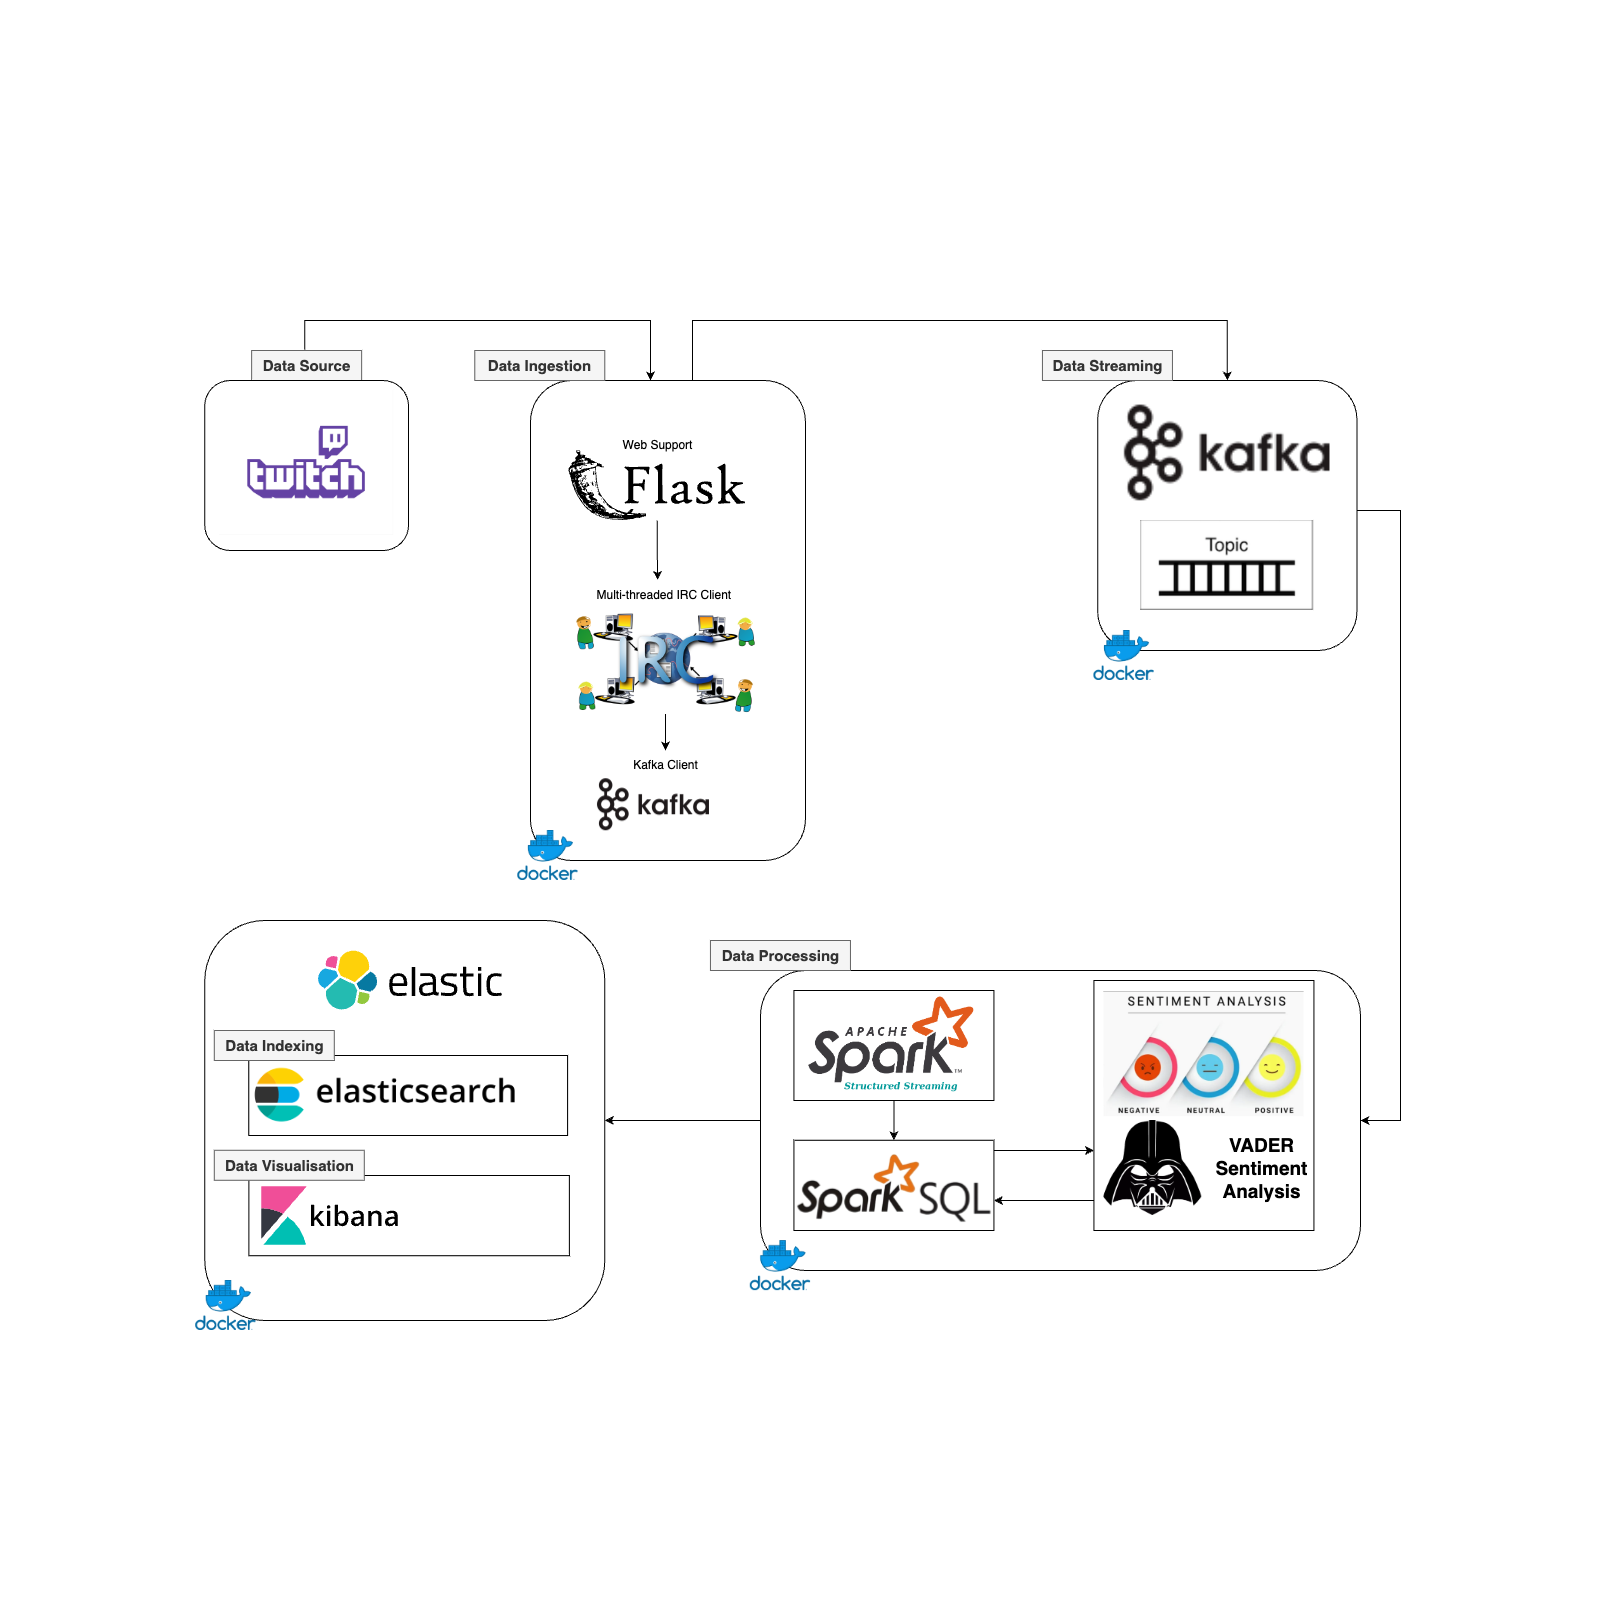 Data Source
twitch
Data Ingestion
Web Support
Flask
Multi-threaded IRC Client
IRC
Kafka Client
kafka
docker
Data Streaming
kafka
Topic
docker
elastic
Data Indexing
elasticsearch
Data Visualisation
kibana
docker
Data Processing
APACHE
Spark™
Structured Streaming
Spark SQL
SENTIMENT ANALYSIS
NEGATIVE
NEUTRAL
POSITIVE
VADER
Sentiment
Analysis
docker